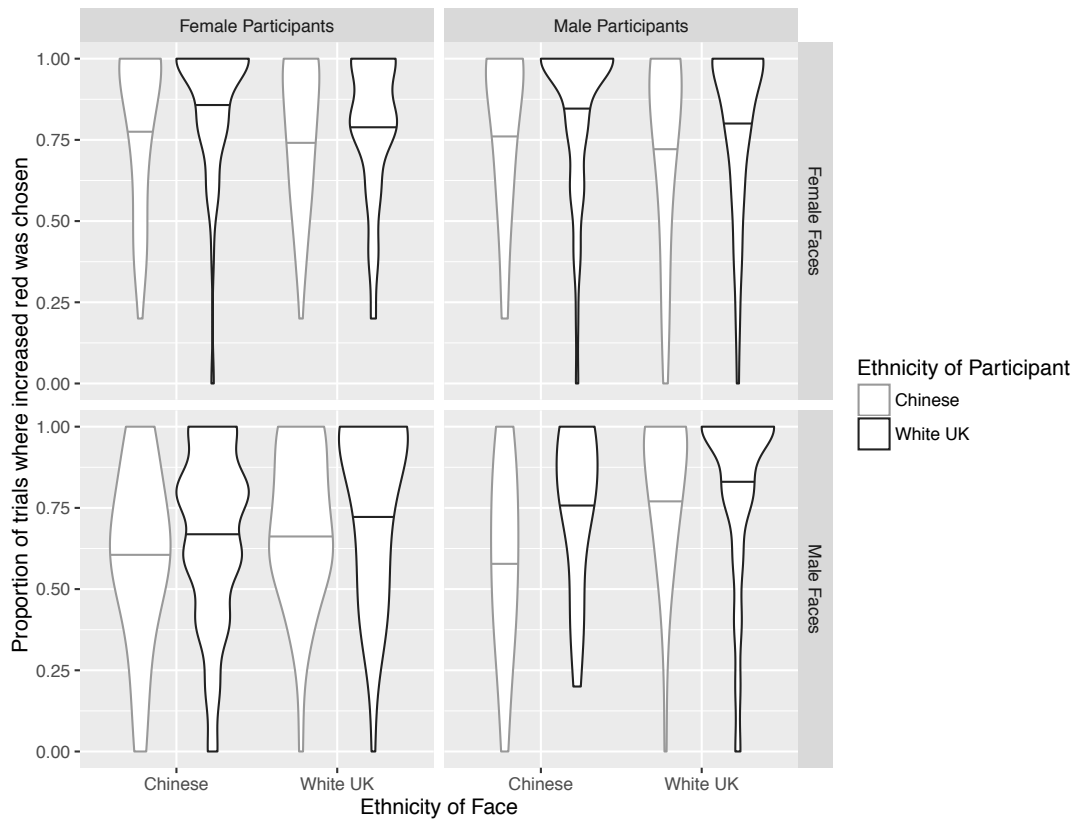 Female Participants
Male Participants
1.00
0.75
0.50
0.25
0.00
Female Faces
1.00
0.75
0.50
0.25
0.00
Male Faces
Proportion of trials where increased red was chosen
Chinese
White UK
Chinese
White UK
Ethnicity of Face
Ethnicity of Participant
Chinese
White UK